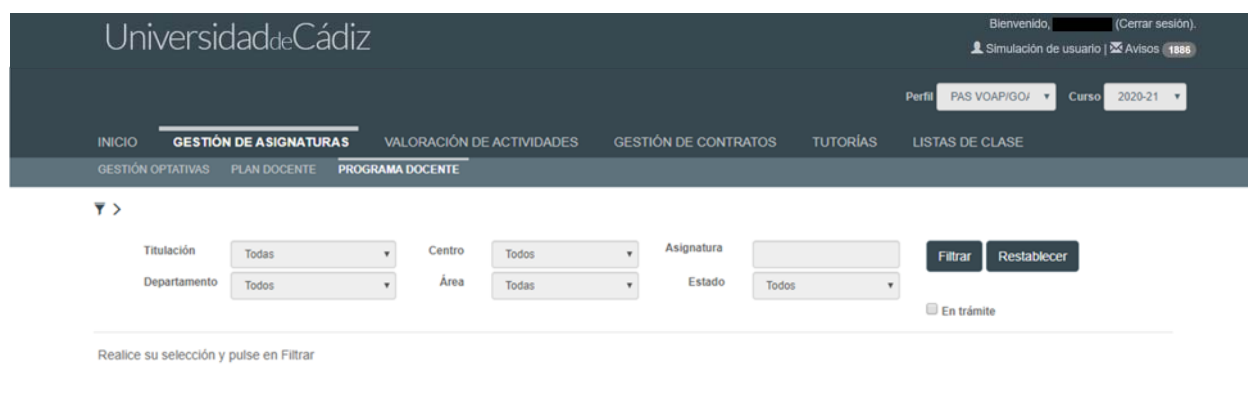 UniversidaddeCádiz
Bienvenido, (Cerrar sesión).
Simulación de usuario | Avisos 1886
Perfil PAS VOAP/GO/ Curso 2020-21
INICIO GESTIÓN DE ASIGNATURAS VALORACIÓN DE ACTIVIDADES GESTIÓN DE CONTRATOS TUTORÍAS LISTAS DE CLASE
GESTIÓN OPTATIVAS PLAN DOCENTE PROGRAMA DOCENTE
Titulación Todas Centro Todos Asignatura Filtrar Restablecer
Departamento Todos Área Todas Estado Todos
En trámite
Realice su selección y pulse en Filtrar